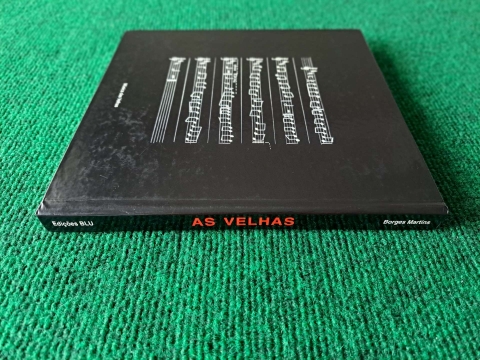 Edições BLU
AS VELHAS
Borges Martins